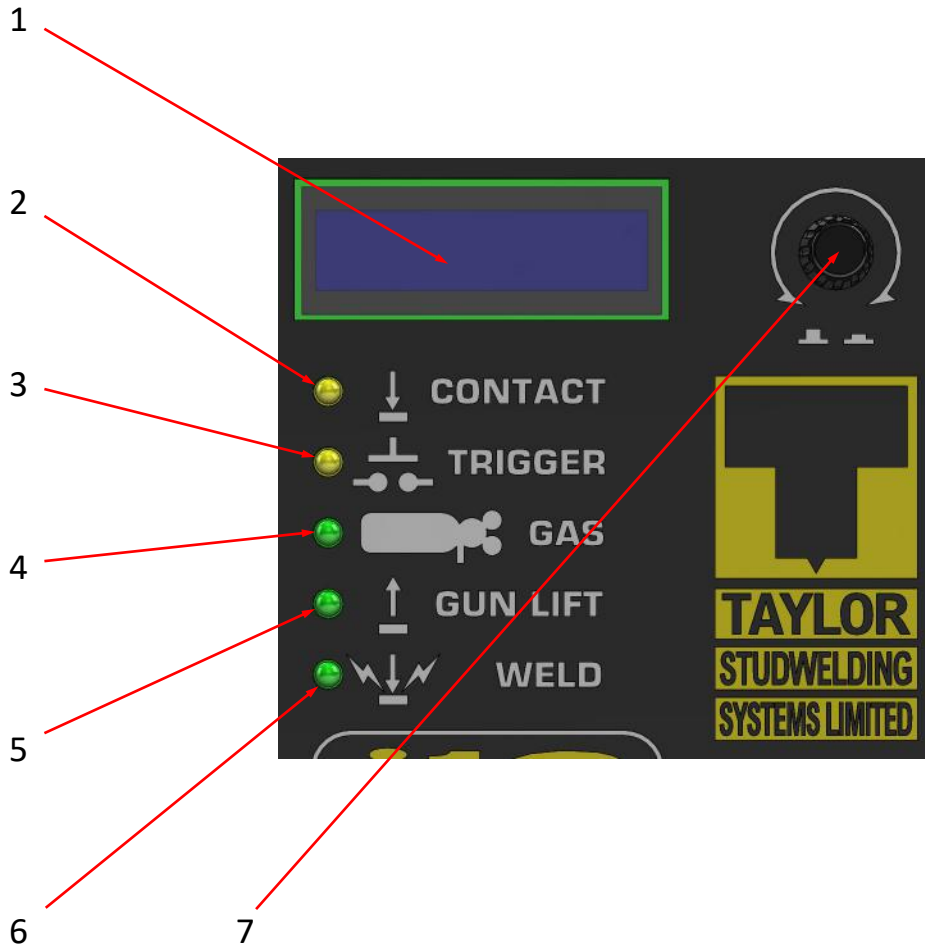 1
2
3
4
5
6
7
CONTACT
TRIGGER
GAS
GUN LIFT
WELD
TAYLOR
STUDWELDING
SYSTEMS LIMITED